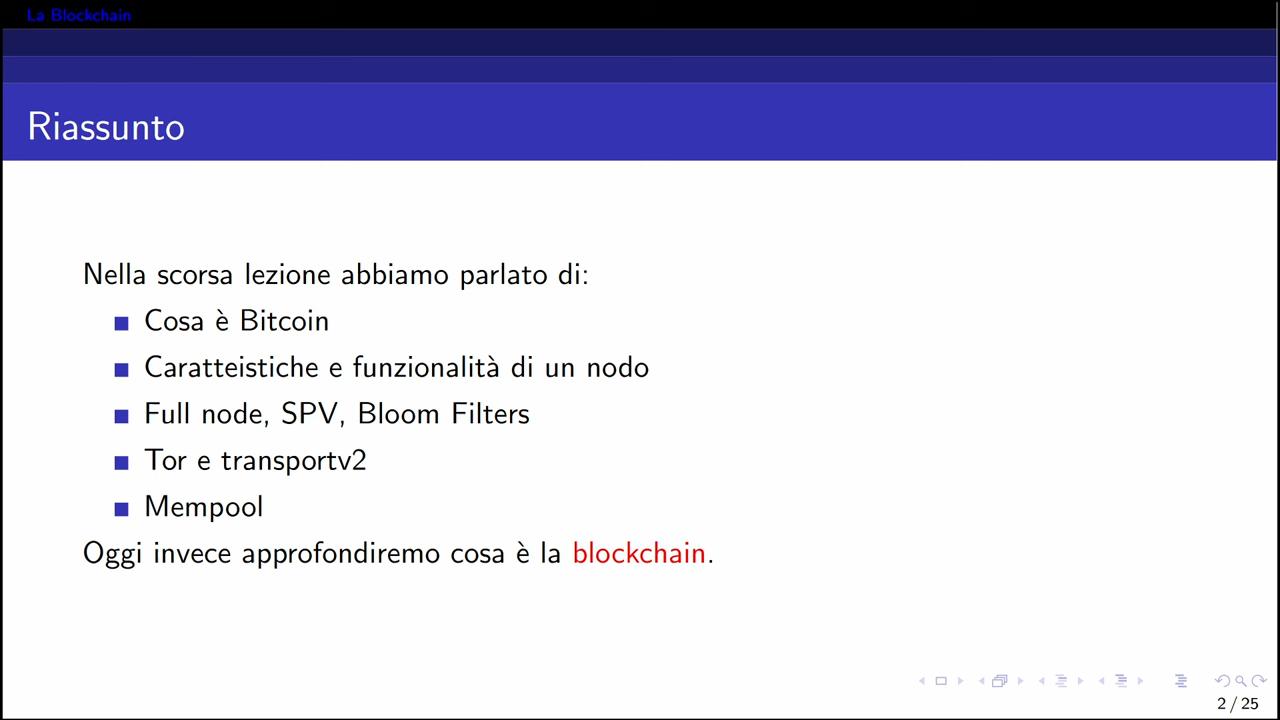 La Blockchain
Riassunto
Nella scorsa lezione abbiamo parlato di:
Cosa è Bitcoin
Caratteistiche e funzionalità di un nodo
Full node, SPV, Bloom Filters
Tor e transportv2
Mempool
Oggi invece approfondiremo cosa è la blockchain.
2 / 25